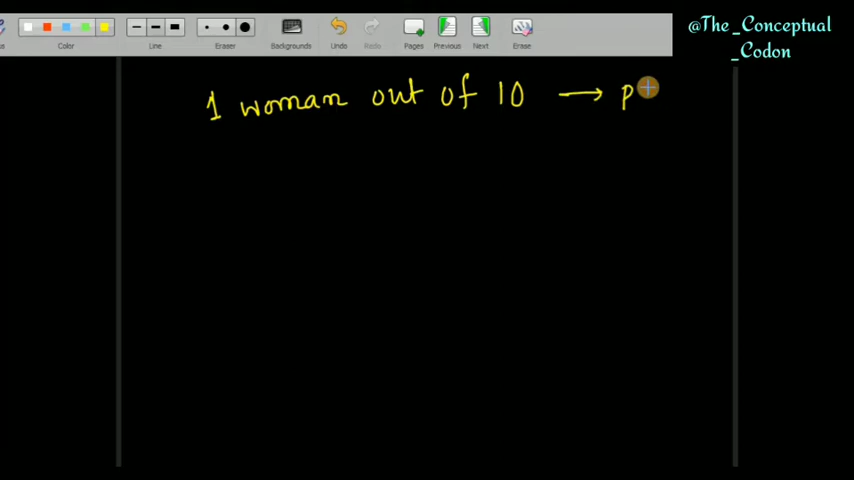 @The_Conceptual
_Codon
Color
Line
Eraser
Backgrounds
Undo
Redo
Pages
Previous
Next
Erase
1 woman out of 10 → p